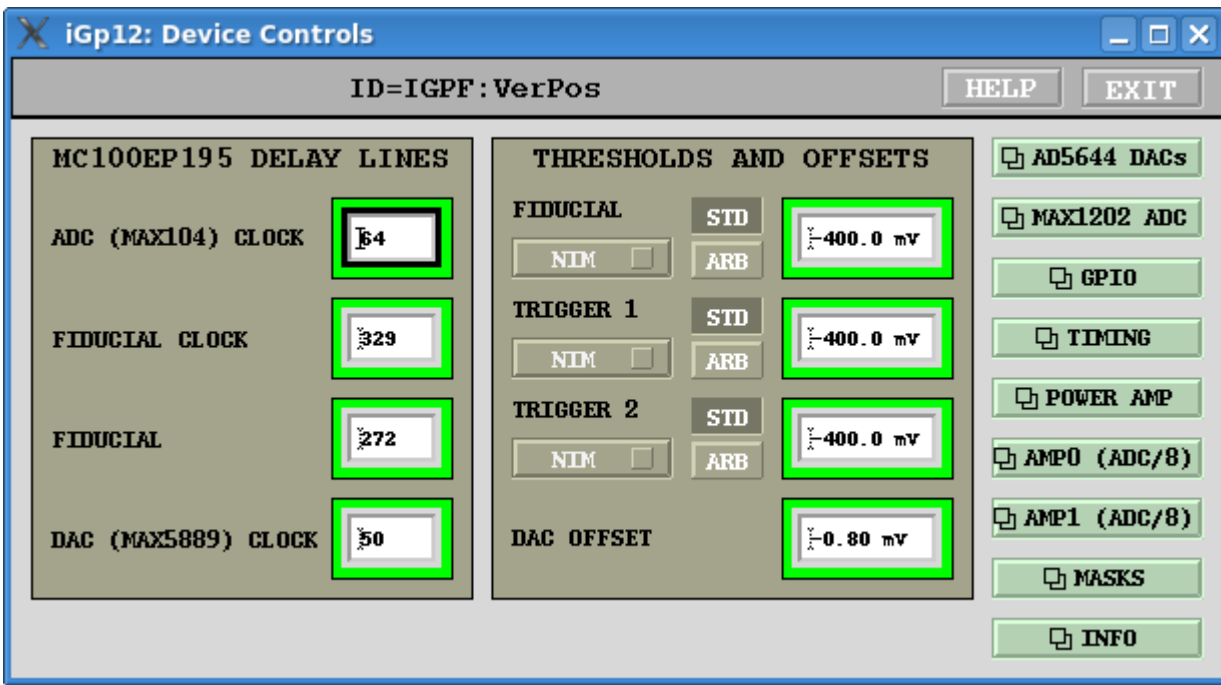 iGp12: Device Controls
ID=IGPF:VerPos
HELP
EXIT
MC100EP195 DELAY LINES
ADC (MAX104) CLOCK
64
FIDUCIAL CLOCK
329
FIDUCIAL
272
DAC (MAX5889) CLOCK
50
THRESHOLDS AND OFFSETS
FIDUCIAL
STD
NIM
ARB
-400.0 mV
TRIGGER 1
STD
NIM
ARB
-400.0 mV
TRIGGER 2
STD
NIM
ARB
-400.0 mV
DAC OFFSET
-0.80 mV
AD5644 DACs
MAX1202 ADC
GPIO
TIMING
POWER AMP
AMP0 (ADC/8)
AMP1 (ADC/8)
MASKS
INFO